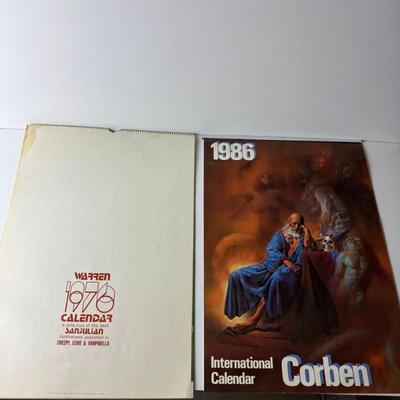 WARREN
1976
CALENDAR
a selection of the best
SANJULIAN
illustrations published in
CREEPY, EERIE & VAMPIRELLA
1986
International
Calendar
Corben